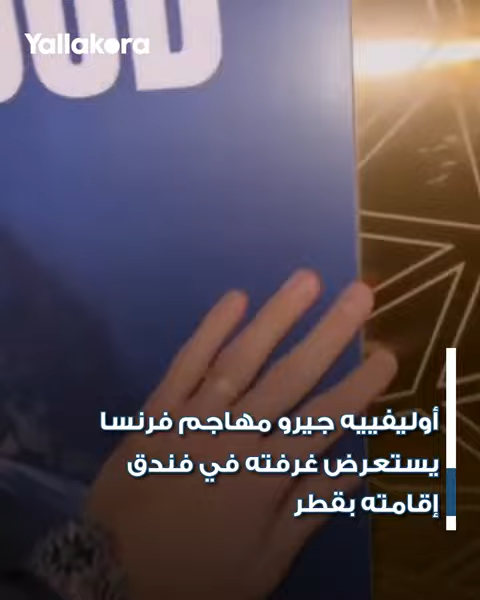 Yallakora
أوليفييه جيرو مهاجم فرنسا
يستعرض غرفته في فندق
إقامته بقطر